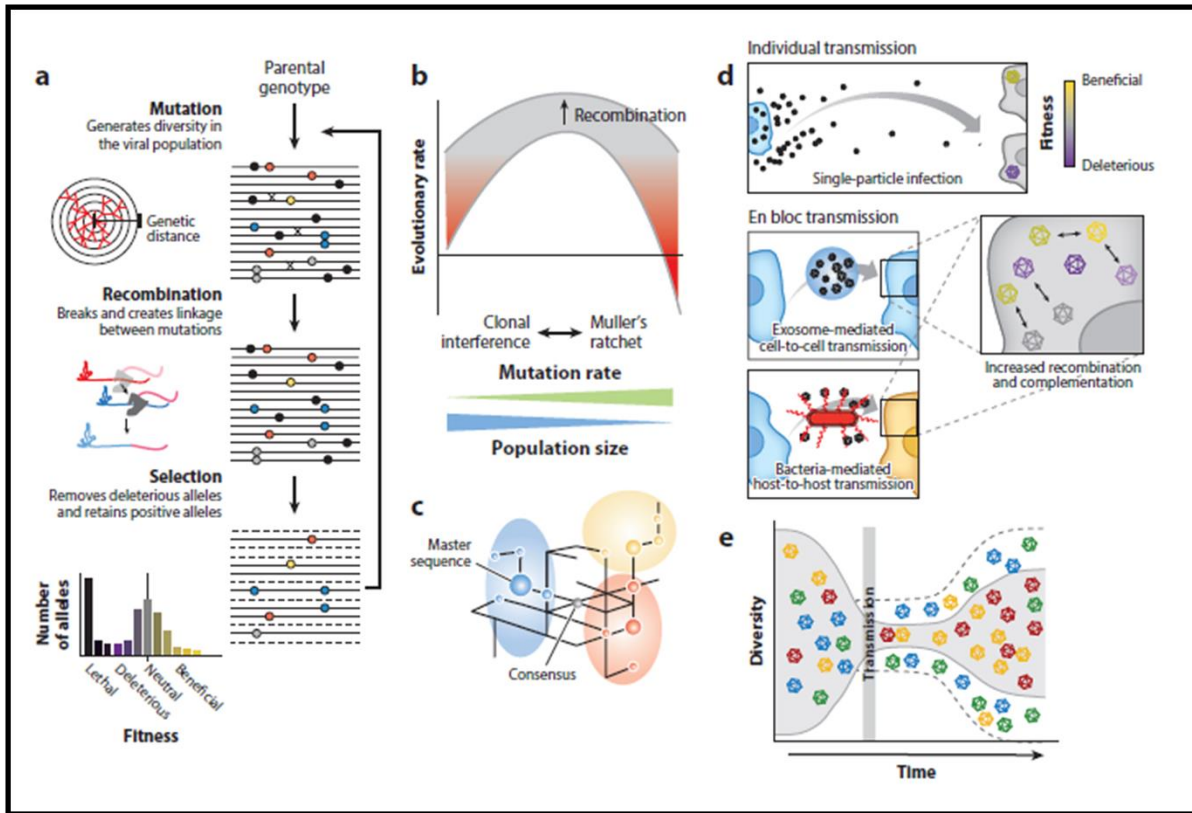 a
Parental
genotype
Mutation
Generates diversity in
the viral population
Genetic
distance
Recombination
Breaks and creates linkage
between mutations
Selection
Removes deleterious alleles
and retains positive alleles
Number
of alleles
Lethal
Deleterious
Neutral
Beneficial
Fitness
b
Evolutionary rate
Recombination
Clonal
interference
Muller's
ratchet
Mutation rate
Population size
c
Master
sequence
Consensus
d
Individual transmission
Single-particle infection
Fitness
Beneficial
Deleterious
En bloc transmission
Exosome-mediated
cell-to-cell transmission
Increased recombination
and complementation
Bacteria-mediated
host-to-host transmission
e
Diversity
Transmission
Time